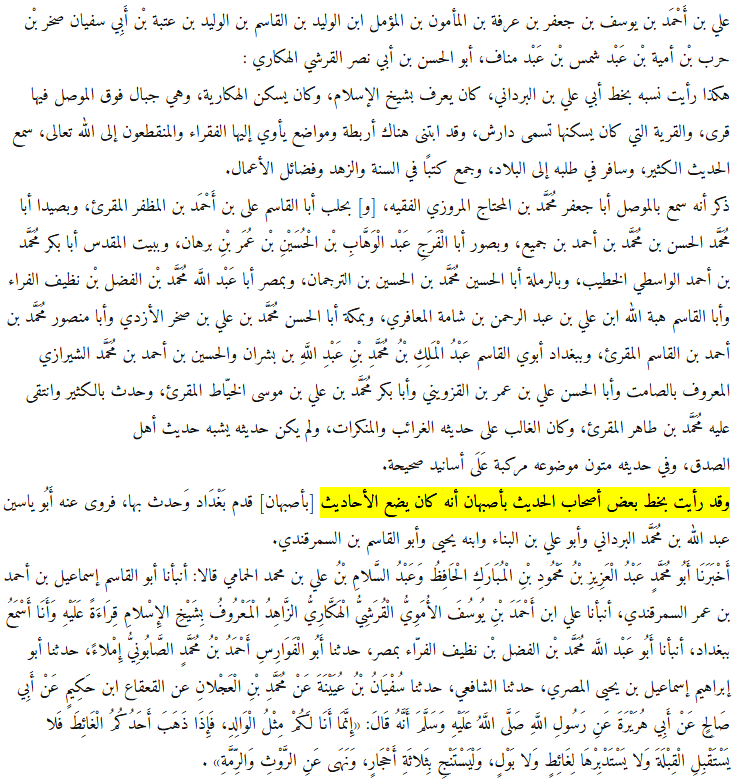 علي بن أَحْمَد بن يوسف بن جعفر بن عرفة بن المأمون بن المؤمل ابن الوليد بن القاسم بن الوليد بن عتبة بْن أَبِي سفيان صخر بْن
حرب بْن أمية بْن عَبْد شمس بْن عَبْد مناف، أبو الحسن بن أبي نصر القرشي الهكاري :
هكذا رأيت نسبه بخط أبي علي بن البرداني، كان يعرف بشيخ الإسلام، وكان يسكن الهكارية، وهي جبال فوق الموصل فيها
قرى، والقرية التي كان يسكنها تسمى دارش، وقد ابتنى هناك أربطة ومواضع يأوي إليها الفقراء والمنقطعون إلى الله تعالى، سمع
الحديث الكثير، وسافر في طلبه إلى البلاد، وجمع كتبًا في السنة والزهد وفضائل الأعمال.
ذكر أنه سمع بالموصل أبا جعفر مُحَمَّد بن المحتاج المروزي الفقيه، [و] بحلب أبا القاسم على بن أَحْمَد بن المظفر المقرئ، وبصيدا أبا
مُحَمَّد الحسن بن مُحَمَّد بن أحمد بن جميع، وبصور أبا الْفَرَجِ عَبْد الْوَهَّابِ بْن الْحُسَيْنِ بْن عُمَرَ بْنِ برهان، وببيت المقدس أبا بكر مُحَمَّد
بن أحمد الواسطي الخطيب، وبالرملة أبا الحسين مُحَمَّد بن الحسين بن الترجمان، وبمصر أبا عَبْد اللَّه مُحَمَّد بْن الفضل بْن نظيف الفراء
وأبا القاسم هبة الله ابن علي بن عبد الرحمن بن شامة المعافري، وبمكة أبا الحسن مُحَمَّد بن علي بن صخر الأزدي وأبا منصور مُحَمَّد بن
أحمد بن القاسم المقرئ، وببغداد أبوي القاسم عَبْدُ الْمَلِكِ بْنُ مُحَمَّدِ بْنِ عَبْدِ اللَّهِ بن بشران والحسين بن أحمد بن مُحَمَّد الشيرازي
المعروف بالصامت وأبا الحسن علي بن عمر بن القزويني وأبا بكر مُحَمَّد بن علي بن موسى الخيّاط المقرئ، وحدث بالكثير وانتقى
عليه مُحَمَّد بن طاهر المقرئ، وكان الغالب على حديثه الغرائب والمنكرات، ولم يكن حديثه يشبه حديث أهل
الصدق، وفي حديثه متون موضوعه مركبة عَلَى أسانيد صحيحة.
وقد رأيت بخط بعض أصحاب الحديث بأصبهان أنه كان يضع الأحاديث [بأصبهان] قدم بَغْدَاد وَحدث بها، فروى عنه أَبُو ياسين
عبد الله بن مُحَمَّد البرداني وأبو علي بن البناء وابنه يحيى وأبو القاسم بن السمرقندي.
أَخْبَرَنَا أَبُو مُحَمَّدٍ عَبْدُ الْعَزِيزِ بْنُ مَحْمُودِ بْنِ الْمُبَارَكِ الْحَافِظُ وَعَبْدُ السَّلامِ بْنُ علي بن محمد الحمامي قالا: أنبأنا أبو القاسم إسماعيل بن أحمد
بن عمر السمرقندي، أنبأنا علي ابن أَحْمَدَ بْنِ يُوسُفَ الأُمَوِيُّ الْقُرَشِيُّ الْهَكَّارِيُّ الزَّاهِدُ الْمَعْرُوفُ بِشَيْخِ الإِسْلامِ قِرَاءَةً عَلَيْهِ وَأَنَا أَسْمَعُ
ببغداد، أنبأنا أَبُو عَبْد اللَّه مُحَمَّد بْن الفضل بْن نظيف الفرّاء بمصر، حدثنا أَبُو الْفَوَارِسِ أَحْمَدُ بْنُ مُحَمَّدٍ الصَّابُونِيُّ إِمْلاءً، حدثنا أبو
إبراهيم إسماعيل بن يحيى المصري، حدثنا الشافعي، حدثنا سُفْيَانُ بْنُ عُيَيْنَةَ عَنْ مُحَمَّدِ بْنِ الْعَجْلانِ عن القعقاع ابن حَكِيمٍ عَنْ أَبِي
صَالِحٍ عَنْ أَبِي هُرَيْرَةَ عَنِ رَسُولِ اللَّهِ صَلَّى اللَّهُ عَلَيْهِ وَسَلَّمَ أَنَّهُ قَالَ: «إِنَّمَا أَنَا لَكُمْ مِثْلُ الْوَالِدِ، فَإِذَا ذَهَبَ أَحَدُكُمُ الْغَائِطَ فَلا
يَسْتَقْبِلِ الْقِبْلَةَ وَلا يَسْتَدْبِرْهَا لِغَائِطٍ وَلا بَوْلٍ، وَلْيَسْتَنْجِ بِثَلاثَةِ أَحْجَارٍ، وَنَهَى عَنِ الرَّوْثِ وَالرِّمَّةِ» .